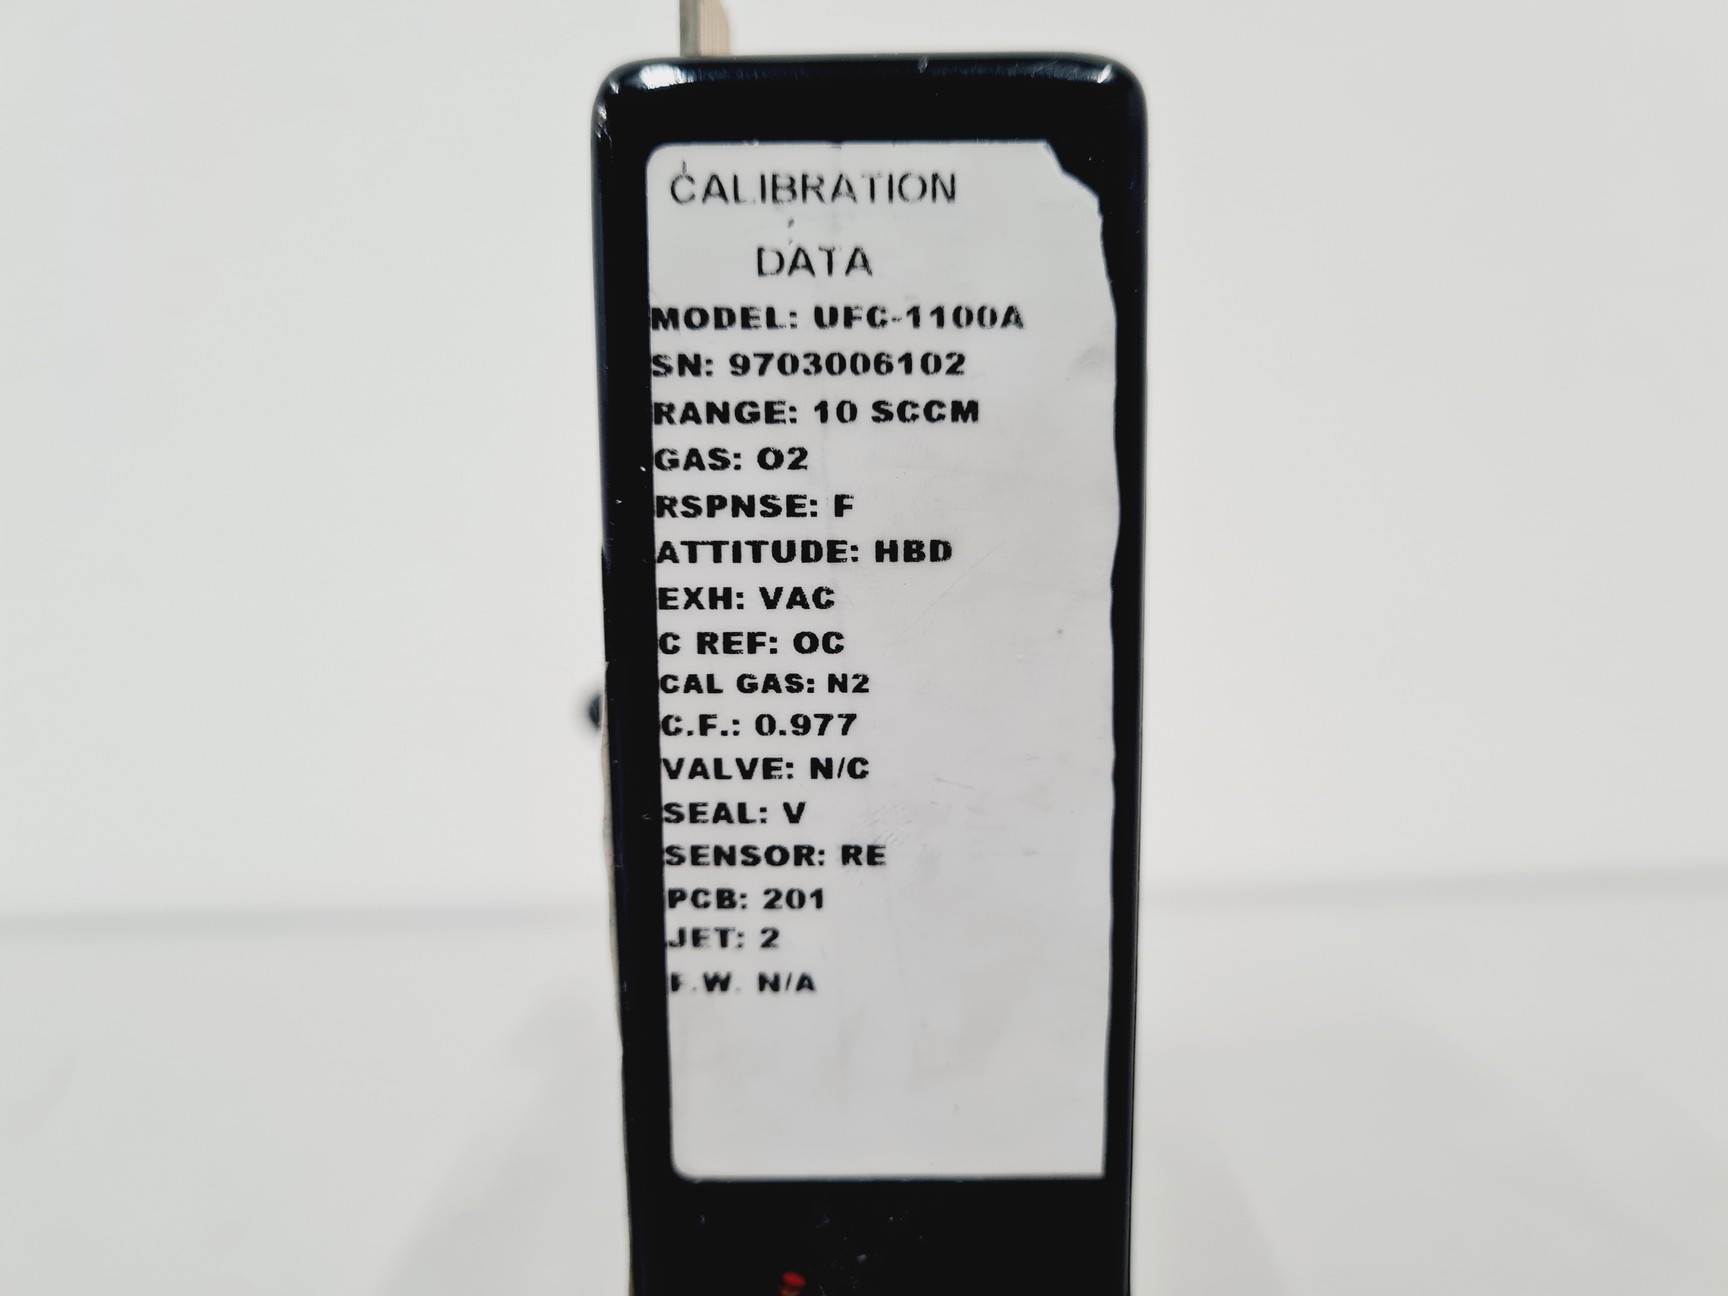 CALIBRATION
DATA
MODEL: UFC-1100A
SN: 9703006102
RANGE: 10 SCCM
GAS: O2
RSPNSE: F
ATTITUDE: HBD
EXH: VAC
C REF: OC
CAL GAS: N2
C.F.: 0.977
VALVE: N/C
SEAL: V
SENSOR: RE
PCB: 201
JET: 2
F.W. N/A